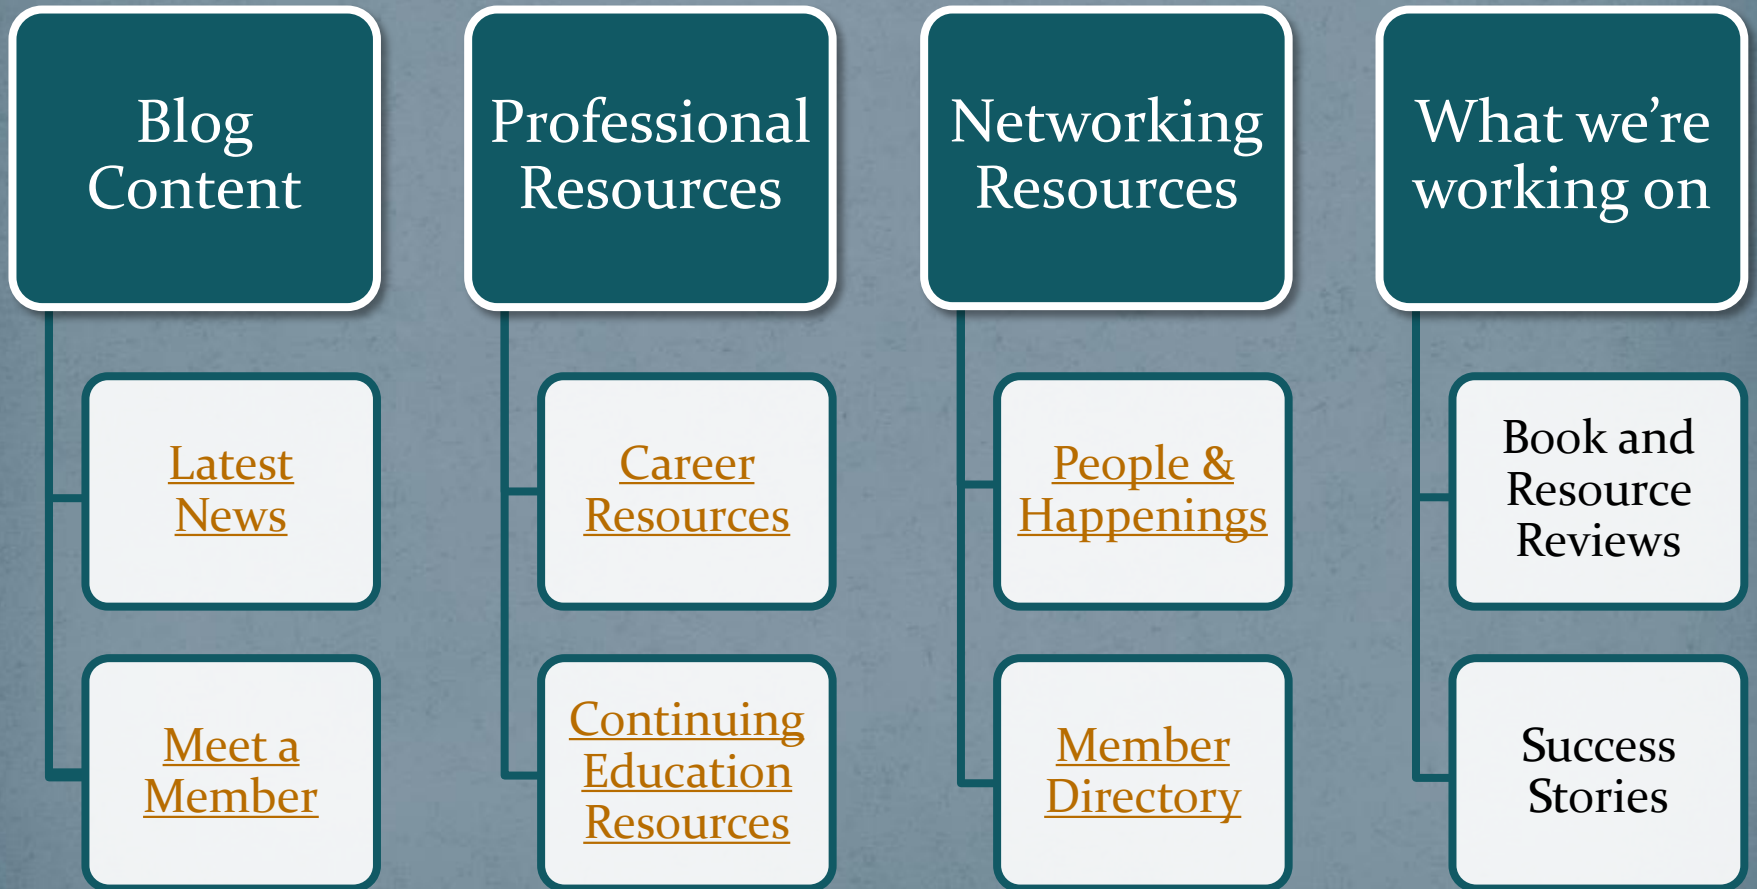 Blog
Content
Professional
Resources
Networking
Resources
What we’re
working on
Latest
News
Career
Resources
People &
Happenings
Book and
Resource
Reviews
Meet a
Member
Continuing
Education
Resources
Member
Directory
Success
Stories